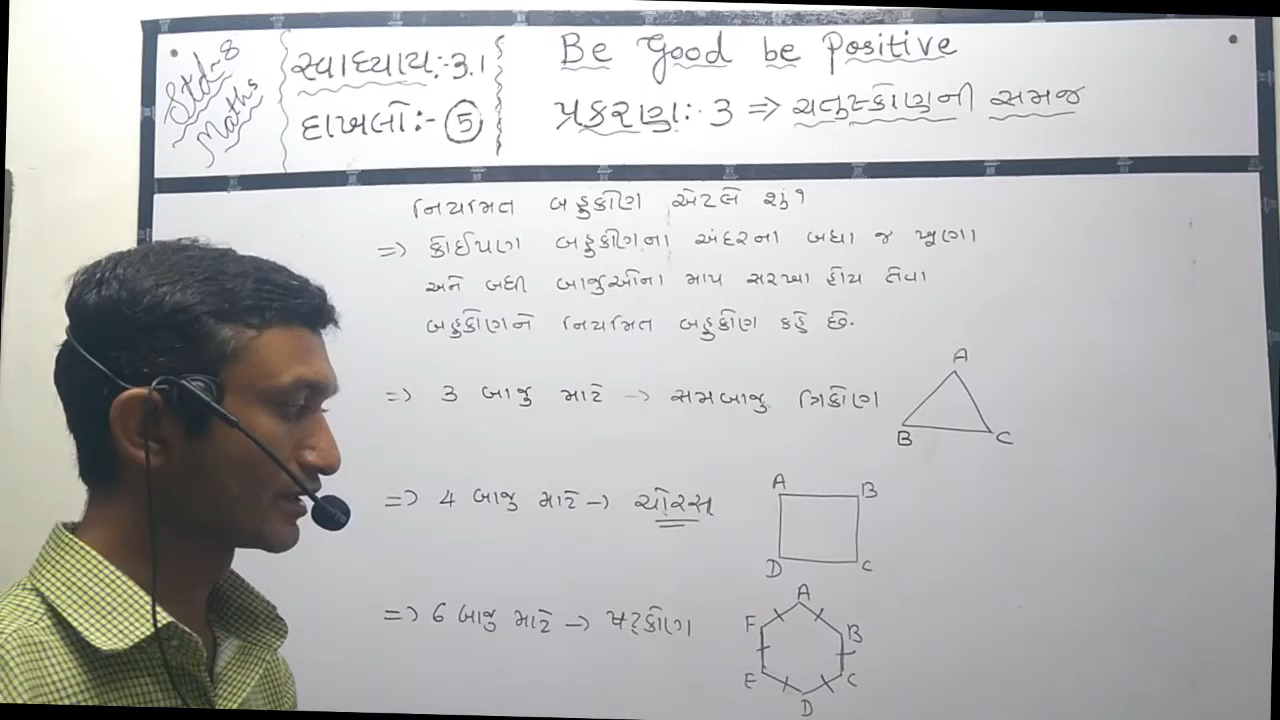 Std-8
Maths
સ્વાધ્યાય:-3.1
દાખલો:- 5
Be Good be Positive
પ્રકરણ:- 3 => ચતુષ્કોણની સમજ
નિયમિત બહુકોણ એટલે શું?
=> કોઈપણ બહુકોણના અંદરના બધા જ ખૂણા
અને બધી બાજુઓના માપ સરખા હોય તેવા
બહુકોણને નિયમિત બહુકોણ કહે છે.
=> 3 બાજુ માટે -> સમબાજુ ત્રિકોણ
A
B C
=> 4 બાજુ માટે -> ચોરસ
A B
D C
=> 6 બાજુ માટે -> ષટ્કોણ
A
F B
E C
D